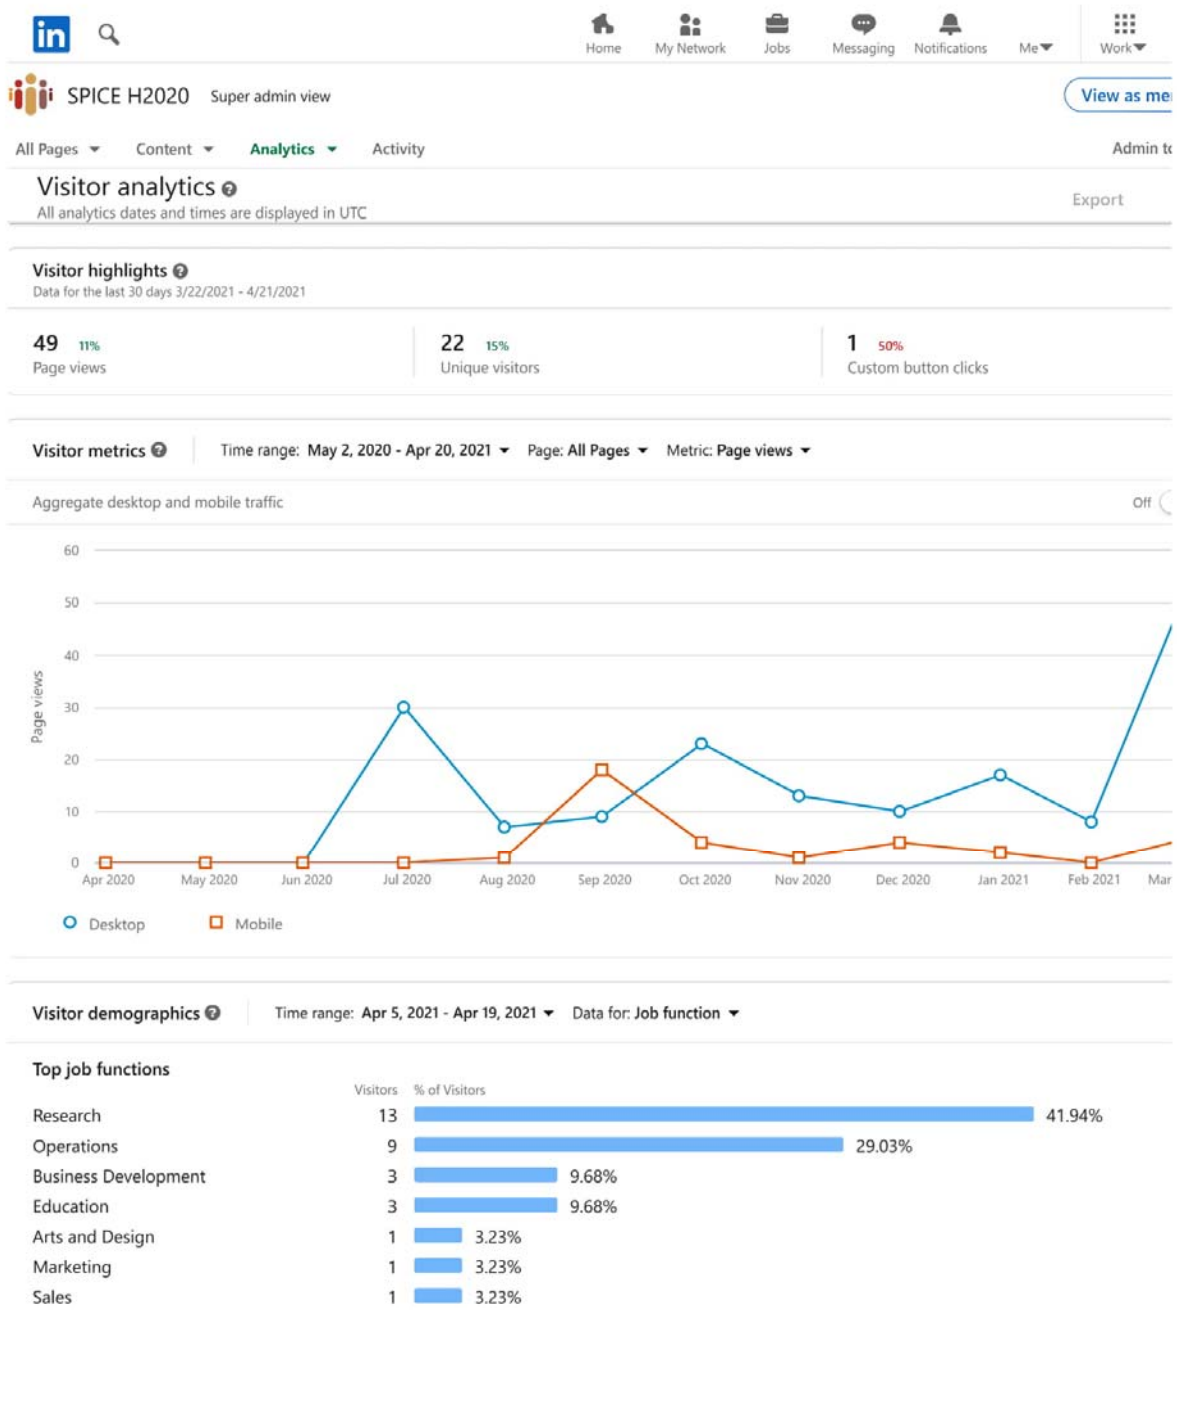 in
Home My Network Jobs Messaging Notifications Me Work
SPICE H2020 Super admin view View as me
All Pages Content Analytics Activity Admin to
Visitor analytics ?
All analytics dates and times are displayed in UTC Export
Visitor highlights ?
Data for the last 30 days 3/22/2021 - 4/21/2021
49 11% 22 15% 1 50%
Page views Unique visitors Custom button clicks
Visitor metrics ? Time range: May 2, 2020 - Apr 20, 2021 Page: All Pages Metric: Page views
Aggregate desktop and mobile traffic Off
60
50
40
30
20
10
0
Page views
Apr 2020 May 2020 Jun 2020 Jul 2020 Aug 2020 Sep 2020 Oct 2020 Nov 2020 Dec 2020 Jan 2021 Feb 2021 Mar
Desktop Mobile
Visitor demographics ? Time range: Apr 5, 2021 - Apr 19, 2021 Data for: Job function
Top job functions
Visitors % of Visitors
Research 13 41.94%
Operations 9 29.03%
Business Development 3 9.68%
Education 3 9.68%
Arts and Design 1 3.23%
Marketing 1 3.23%
Sales 1 3.23%